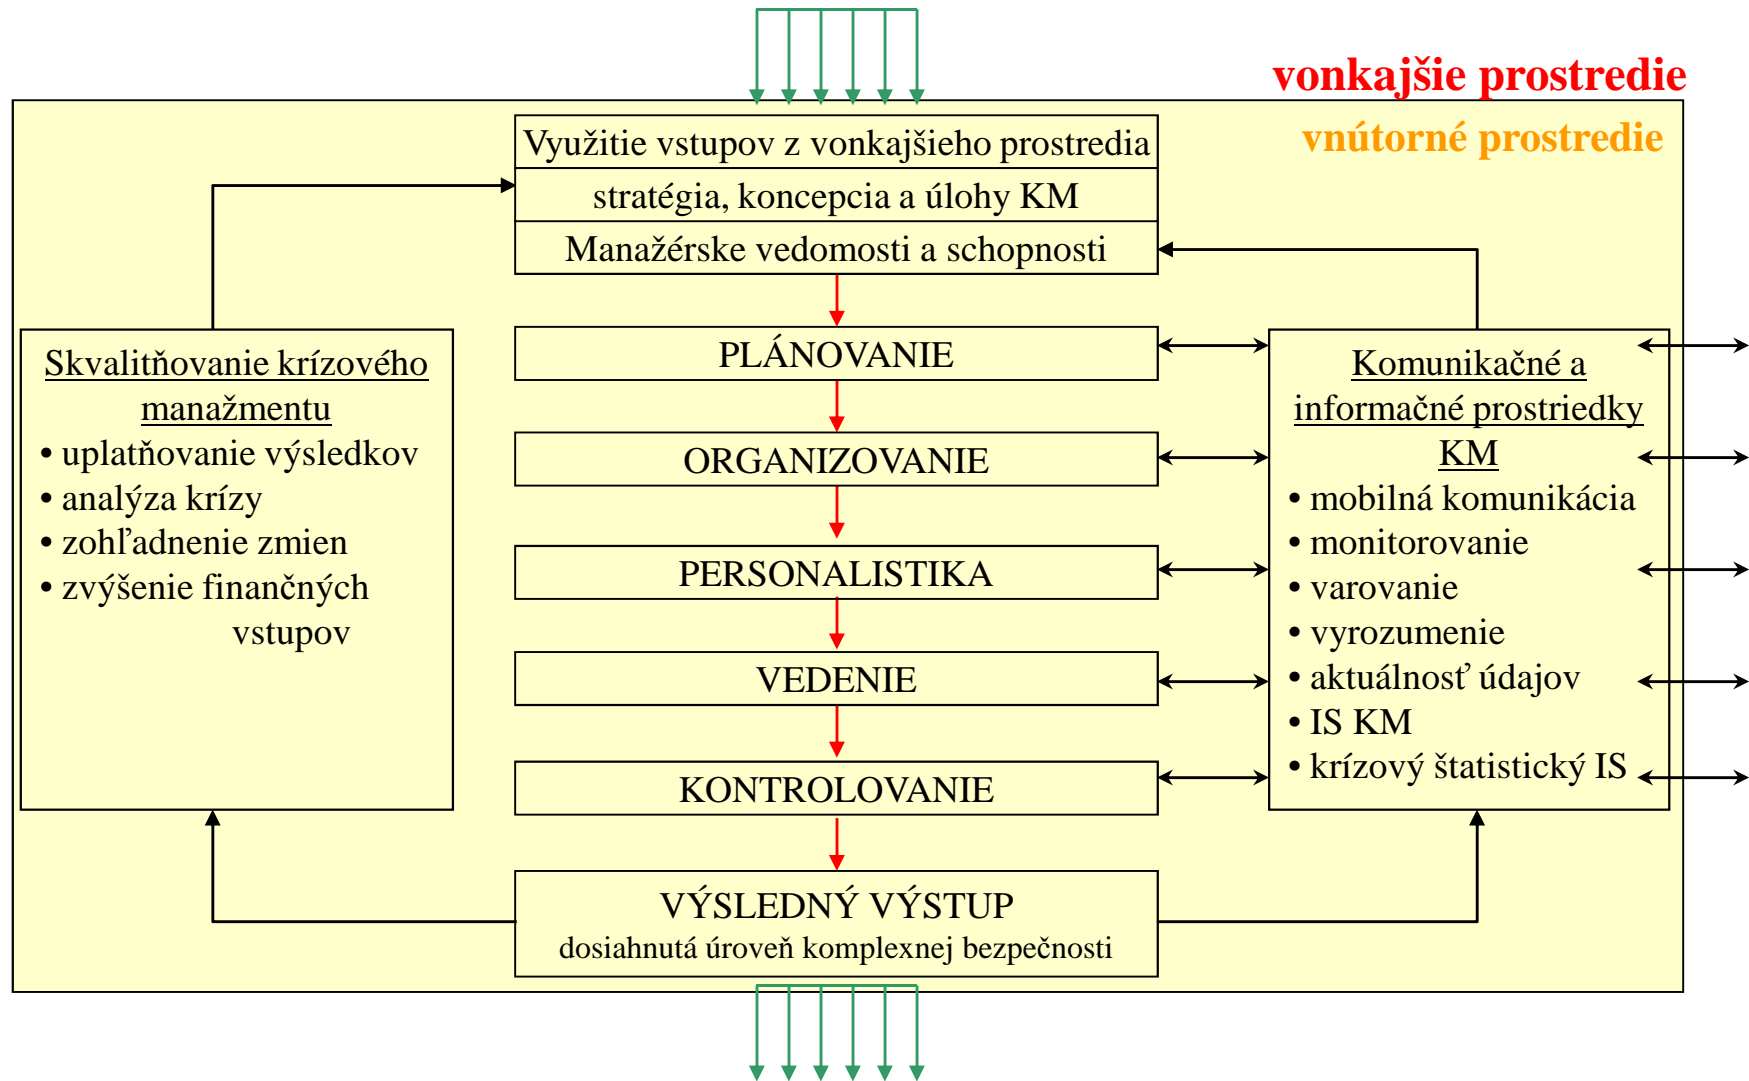 vonkajšie prostredie
vnútorné prostredie
Využitie vstupov z vonkajšieho prostredia
stratégia, koncepcia a úlohy KM
Manažérske vedomosti a schopnosti
Skvalitňovanie krízového
manažmentu
• uplatňovanie výsledkov
• analýza krízy
• zohľadnenie zmien
• zvýšenie finančných
vstupov
PLÁNOVANIE
ORGANIZOVANIE
PERSONALISTIKA
VEDENIE
KONTROLOVANIE
VÝSLEDNÝ VÝSTUP
dosiahnutá úroveň komplexnej bezpečnosti
Komunikačné a
informačné prostriedky
KM
• mobilná komunikácia
• monitorovanie
• varovanie
• vyrozumenie
• aktuálnosť údajov
• IS KM
• krízový štatistický IS